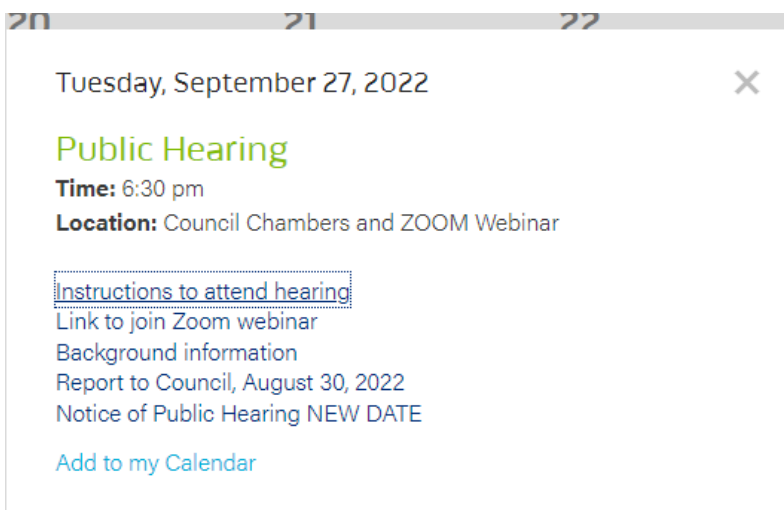 20 21 22
Tuesday, September 27, 2022
Public Hearing
Time: 6:30 pm
Location: Council Chambers and ZOOM Webinar
Instructions to attend hearing
Link to join Zoom webinar
Background information
Report to Council, August 30, 2022
Notice of Public Hearing NEW DATE
Add to my Calendar